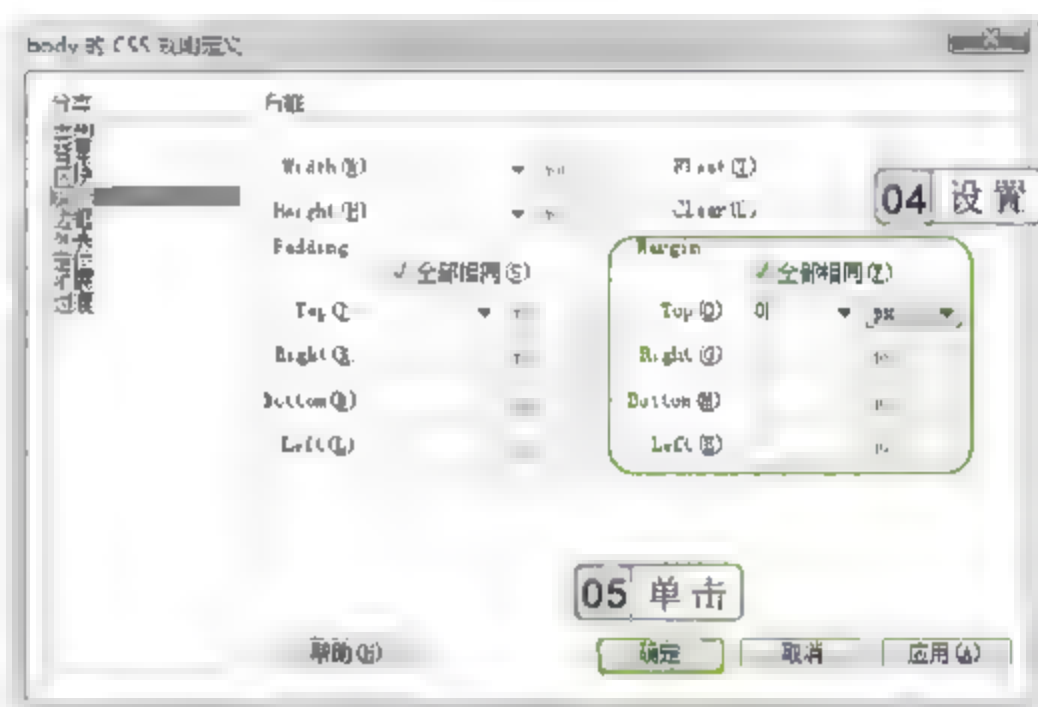 body 的 CSS 规则定义
分类
方框
Width(W)
Float(T)
04 设置
Height(H)
Clear(C)
Padding
Margin
✓ 全部相同(S)
✓ 全部相同(F)
Top(
Top(O) 0 px
Right(R)
Right(G)
Bottom(B)
Bottom(M)
Left(L)
Left(E)
过渡
05 单击
帮助(H)
确定
取消
应用(A)